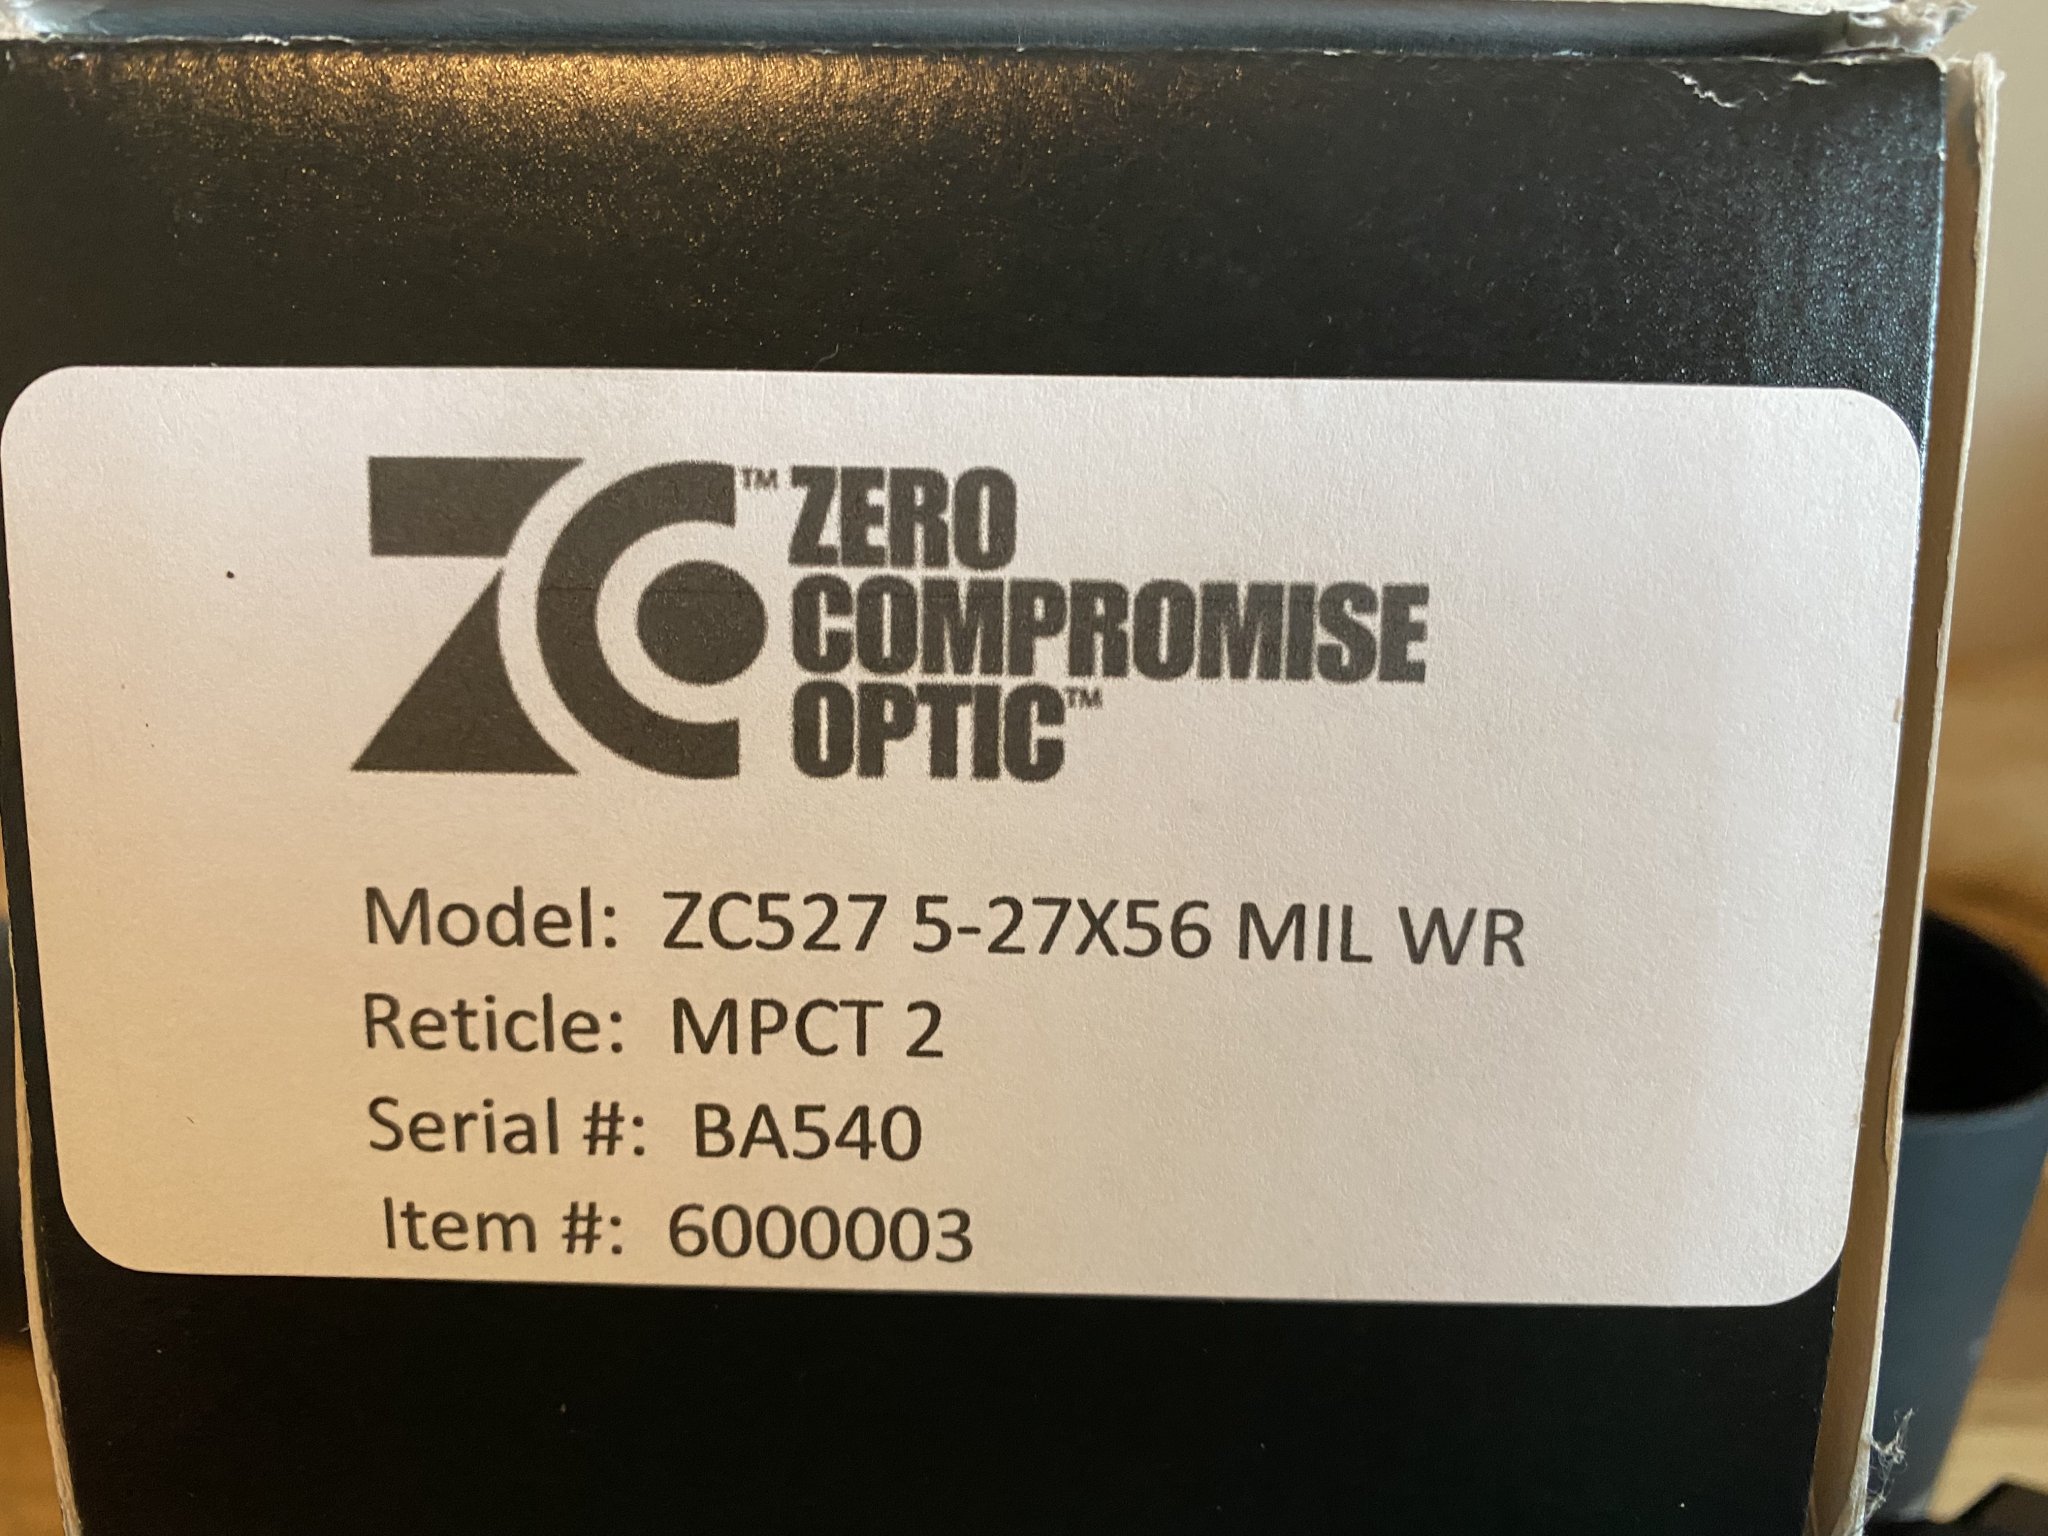 ZC™ ZERO
COMPROMISE
OPTIC™
Model: ZC527 5-27X56 MIL WR
Reticle: MPCT 2
Serial #: BA540
Item #: 6000003